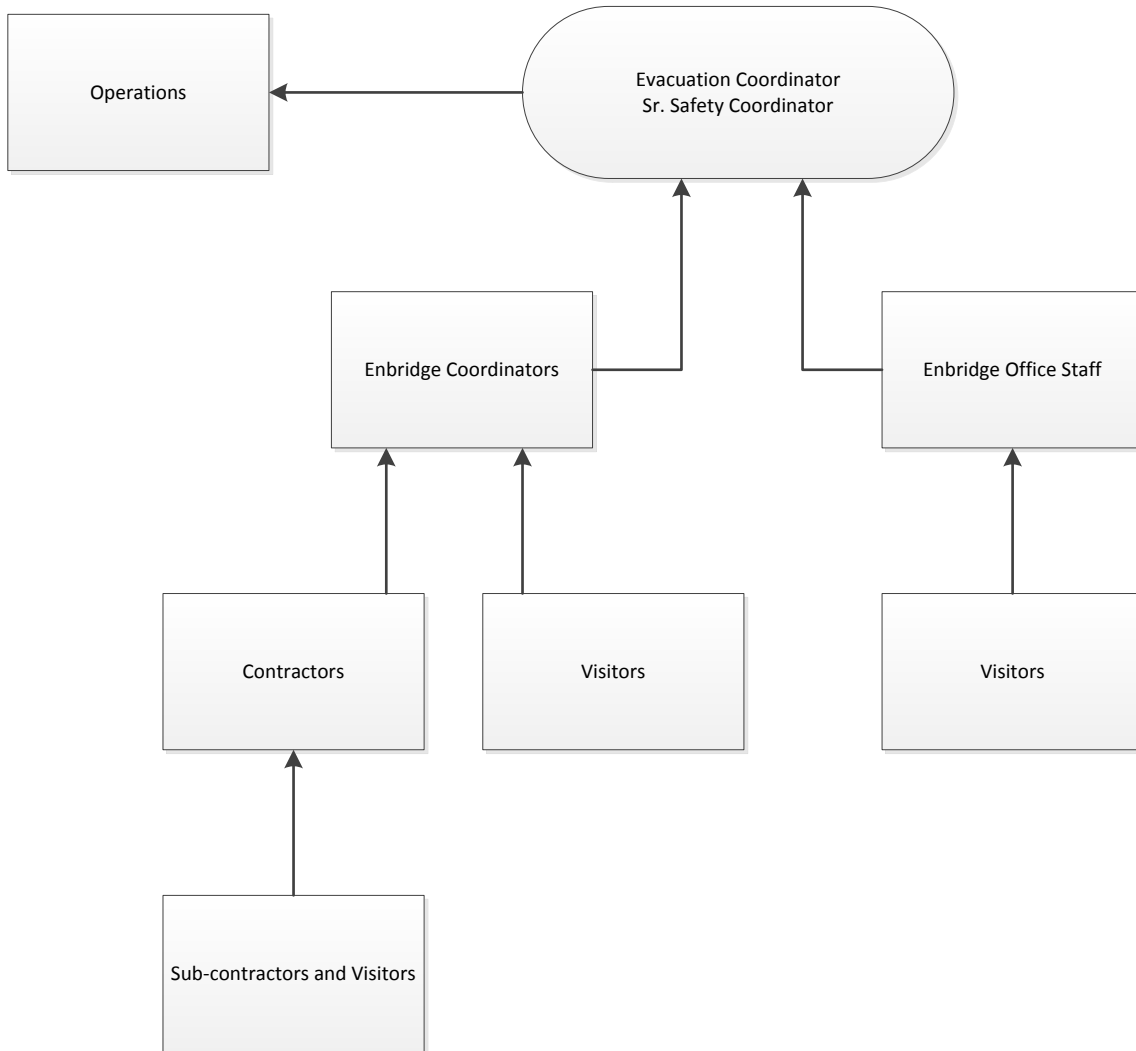 Operations
Evacuation Coordinator
Sr. Safety Coordinator
Enbridge Coordinators
Enbridge Office Staff
Contractors
Visitors
Visitors
Sub-contractors and Visitors